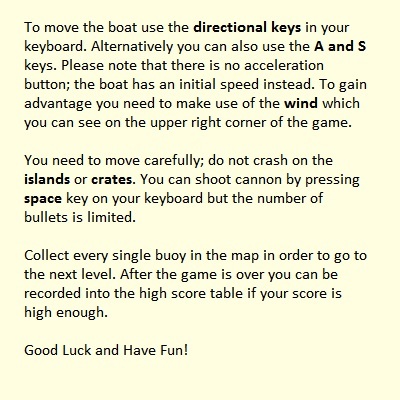 To move the boat use the directional keys in your
keyboard. Alternatively you can also use the A and S
keys. Please note that there is no acceleration
button; the boat has an initial speed instead. To gain
advantage you need to make use of the wind which
you can see on the upper right corner of the game.
You need to move carefully; do not crash on the
islands or crates. You can shoot cannon by pressing
space key on your keyboard but the number of
bullets is limited.
Collect every single buoy in the map in order to go to
the next level. After the game is over you can be
recorded into the high score table if your score is
high enough.
Good Luck and Have Fun!